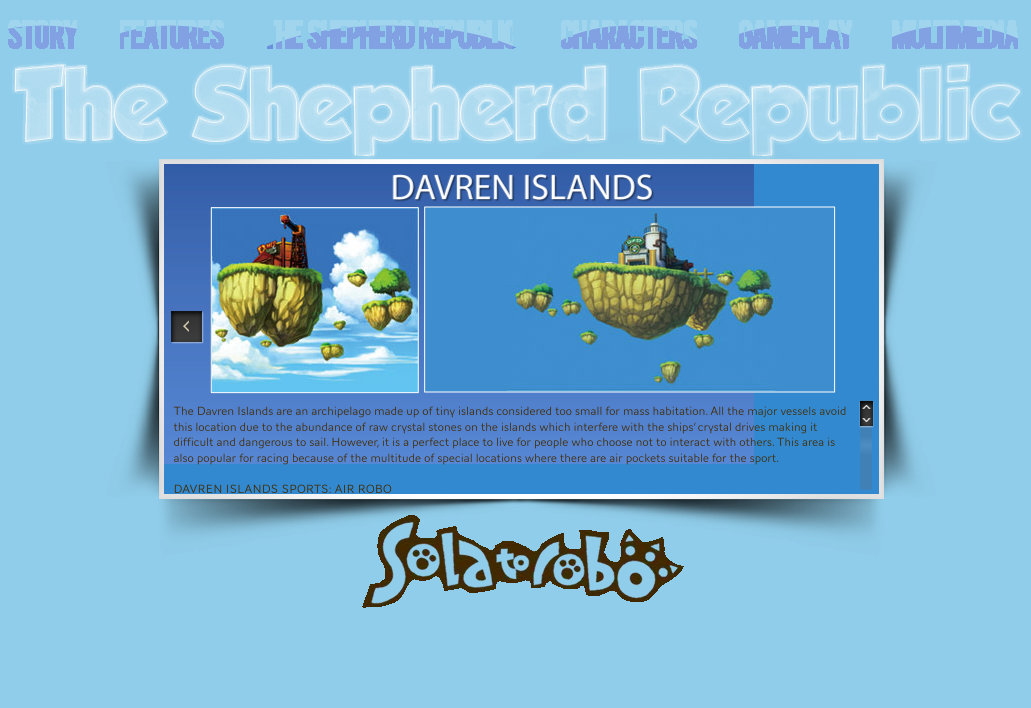 STORY FEATURES THE SHEPHERD REPUBLIC CHARACTERS GAMEPLAY MULTIMEDIA
The Shepherd Republic
DAVREN ISLANDS
The Davren Islands are an archipelago made up of tiny islands considered too small for mass habitation. All the major vessels avoid
this location due to the abundance of raw crystal stones on the islands which interfere with the ships' crystal drives making it
difficult and dangerous to sail. However, it is a perfect place to live for people who choose not to interact with others. This area is
also popular for racing because of the multitude of special locations where there are air pockets suitable for the sport.
DAVREN ISLANDS SPORTS: AIR ROBO
Solatorobo